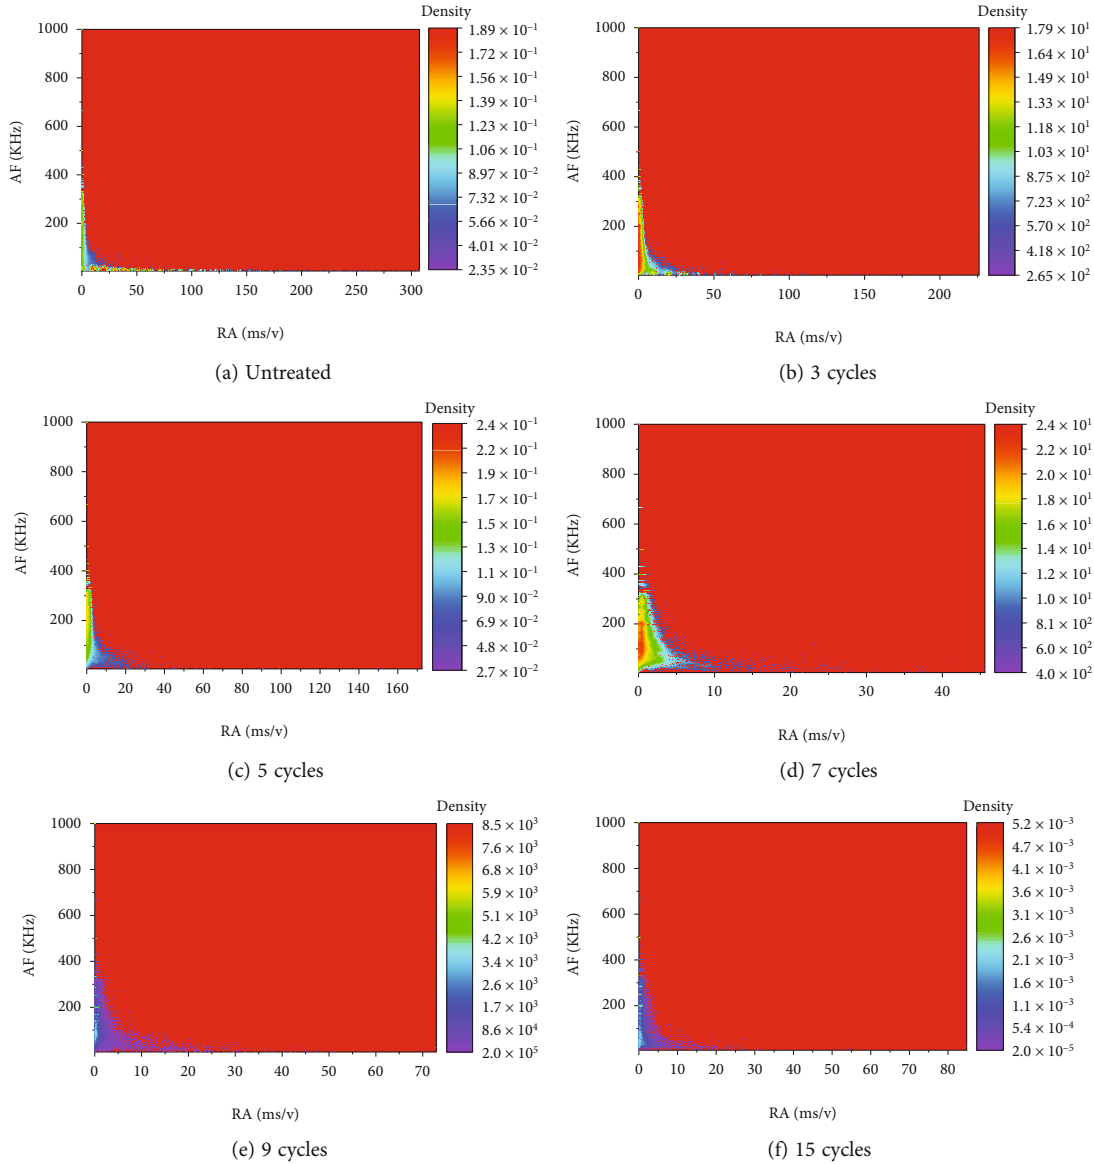 Density
1000
800
600
400
200
AF (KHz)
0 50 100 150 200 250 300
RA (ms/v)
1.89 × 10⁻¹
1.72 × 10⁻¹
1.56 × 10⁻¹
1.39 × 10⁻¹
1.23 × 10⁻¹
1.06 × 10⁻¹
8.97 × 10⁻²
7.32 × 10⁻²
5.66 × 10⁻²
4.01 × 10⁻²
2.35 × 10⁻²
(a) Untreated
Density
1000
800
600
400
200
AF (KHz)
0 50 100 150 200
RA (ms/v)
1.79 × 10¹
1.64 × 10¹
1.49 × 10¹
1.33 × 10¹
1.18 × 10¹
1.03 × 10¹
8.75 × 10²
7.23 × 10²
5.70 × 10²
4.18 × 10²
2.65 × 10²
(b) 3 cycles
Density
1000
800
600
400
200
AF (KHz)
0 20 40 60 80 100 120 140 160
RA (ms/v)
2.4 × 10⁻¹
2.2 × 10⁻¹
1.9 × 10⁻¹
1.7 × 10⁻¹
1.5 × 10⁻¹
1.3 × 10⁻¹
1.1 × 10⁻¹
9.0 × 10⁻²
6.9 × 10⁻²
4.8 × 10⁻²
2.7 × 10⁻²
(c) 5 cycles
Density
1000
800
600
400
200
AF (KHz)
0 10 20 30 40
RA (ms/v)
2.4 × 10¹
2.2 × 10¹
2.0 × 10¹
1.8 × 10¹
1.6 × 10¹
1.4 × 10¹
1.2 × 10¹
1.0 × 10¹
8.1 × 10²
6.0 × 10²
4.0 × 10²
(d) 7 cycles
Density
1000
800
600
400
200
AF (KHz)
0 10 20 30 40 50 60 70
RA (ms/v)
8.5 × 10³
7.6 × 10³
6.8 × 10³
5.9 × 10³
5.1 × 10³
4.2 × 10³
3.4 × 10³
2.6 × 10³
1.7 × 10³
8.6 × 10⁴
2.0 × 10⁵
(e) 9 cycles
Density
1000
800
600
400
200
AF (KHz)
0 10 20 30 40 50 60 70 80
RA (ms/v)
5.2 × 10⁻³
4.7 × 10⁻³
4.1 × 10⁻³
3.6 × 10⁻³
3.1 × 10⁻³
2.6 × 10⁻³
2.1 × 10⁻³
1.6 × 10⁻³
1.1 × 10⁻³
5.4 × 10⁻⁴
2.0 × 10⁻⁵
(f) 15 cycles